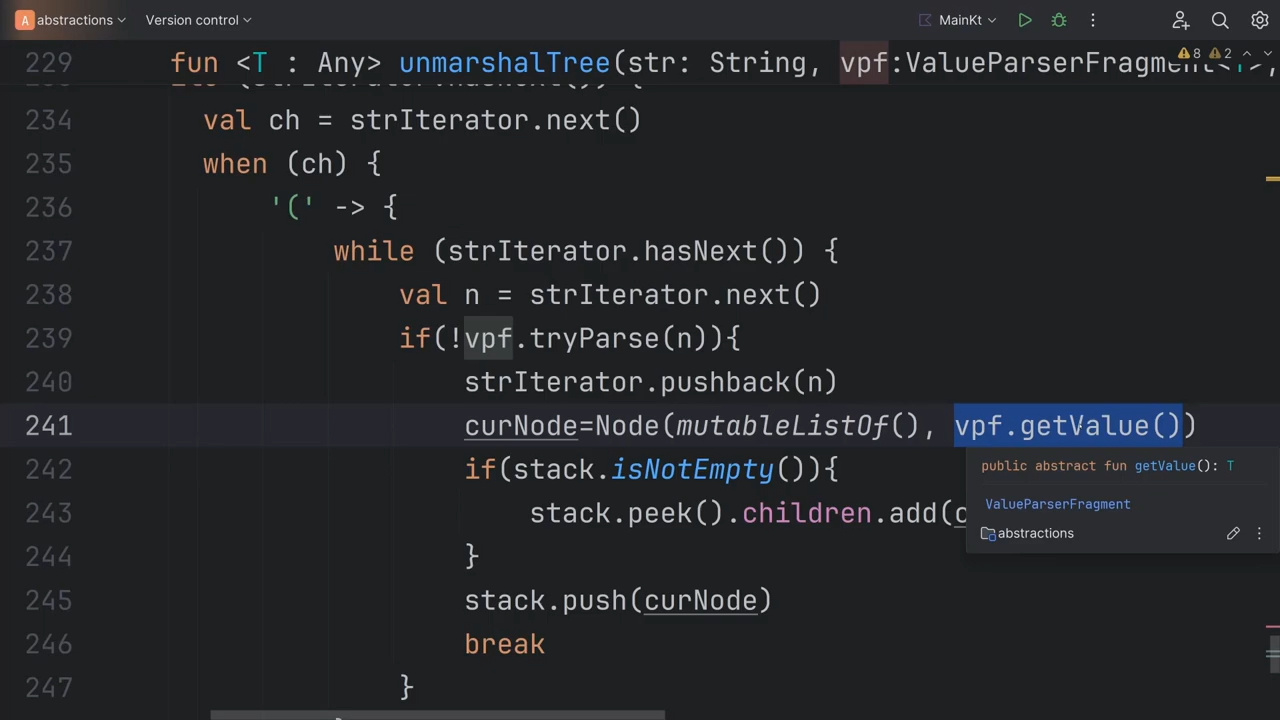 A abstractions Version control MainKt
229 fun <T : Any> unmarshalTree(str: String, vpf:ValueParserFragment<T>,
8 2
234 val ch = strIterator.next()
235 when (ch) {
236 '(' -> {
237 while (strIterator.hasNext()) {
238 val n = strIterator.next()
239 if(!vpf.tryParse(n)){
240 strIterator.pushback(n)
241 curNode=Node(mutableListOf(), vpf.getValue())
242 if(stack.isNotEmpty()){
public abstract fun getValue(): T
243 stack.peek().children.add(c
ValueParserFragment
abstractions
244 }
245 stack.push(curNode)
246 break
247 }